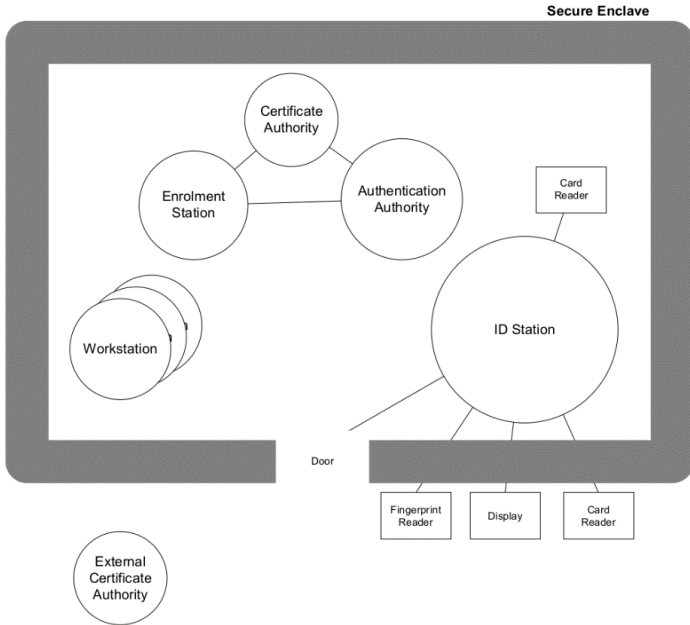 Secure Enclave
Certificate
Authority
Enrolment
Station
Authentication
Authority
Card
Reader
Workstation
ID Station
Door
Fingerprint
Reader
Display
Card
Reader
External
Certificate
Authority